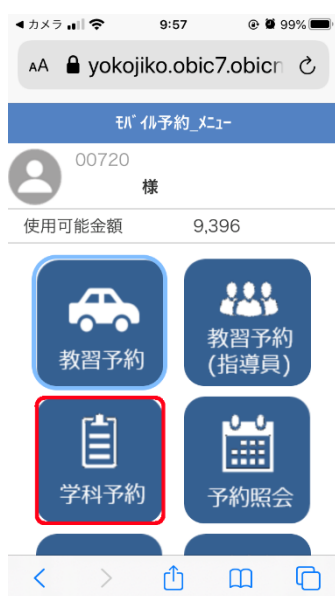 カメラ 9:57 99%
AA yokojiko.obic7.obicn
ﾓﾊﾞｲﾙ予約_ﾒﾆｭｰ
00720
様
使用可能金額 9,396
教習予約
教習予約
(指導員)
学科予約
予約照会